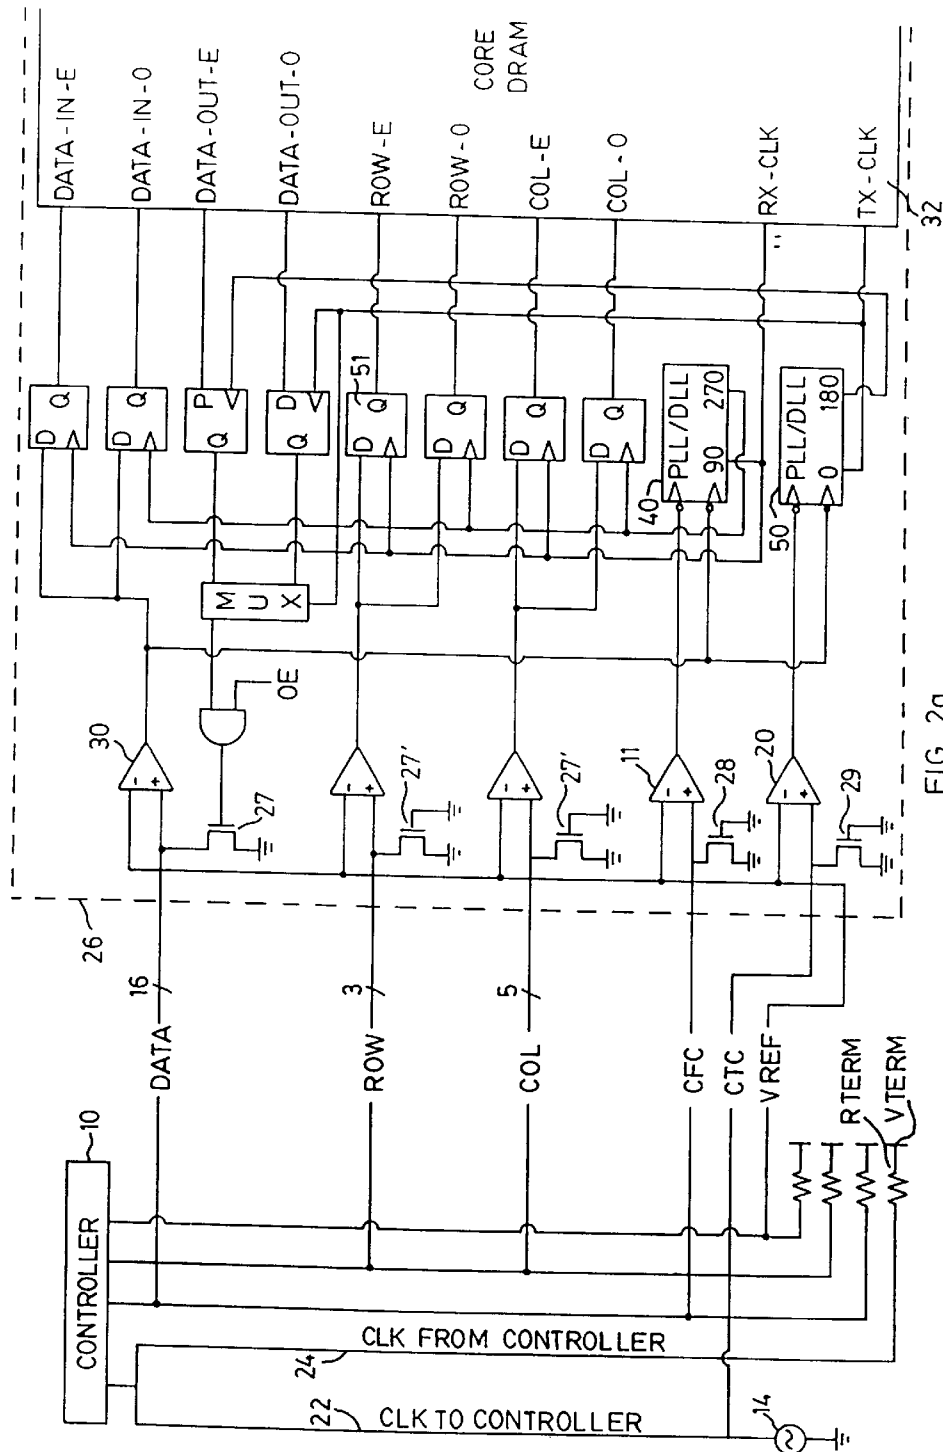 CONTROLLER
10
CLK FROM CONTROLLER
24
22
CLK TO CONTROLLER
14
DATA
16
ROW
3
COL
5
CFC
CTC
VREF
RTERM
VTERM
26
30
- +
27
OE
MUX
- +
27'
- +
27'
11
- +
28
20
- +
29
D Q
D Q
Q P
Q D
51
D Q
D Q
D Q
D Q
40
PLL/DLL
90 270
50
PLL/DLL
0 180
DATA-IN-E
DATA-IN-O
DATA-OUT-E
DATA-OUT-O
ROW-E
ROW-O
COL-E
COL-O
RX-CLK
"
TX-CLK
CORE
DRAM
32
FIG. 2a